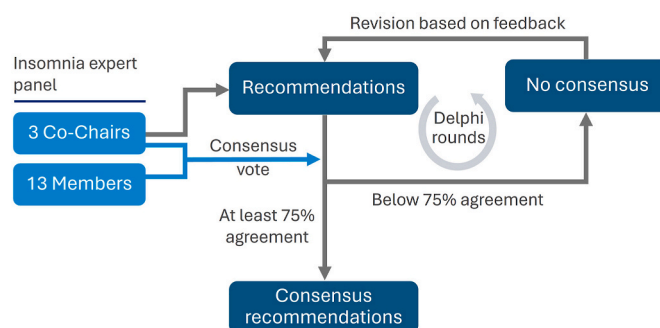 Revision based on feedback
Insomnia expert
panel
Recommendations
No consensus
3 Co-Chairs
Delphi
rounds
Consensus
vote
13 Members
Below 75% agreement
At least 75%
agreement
Consensus
recommendations